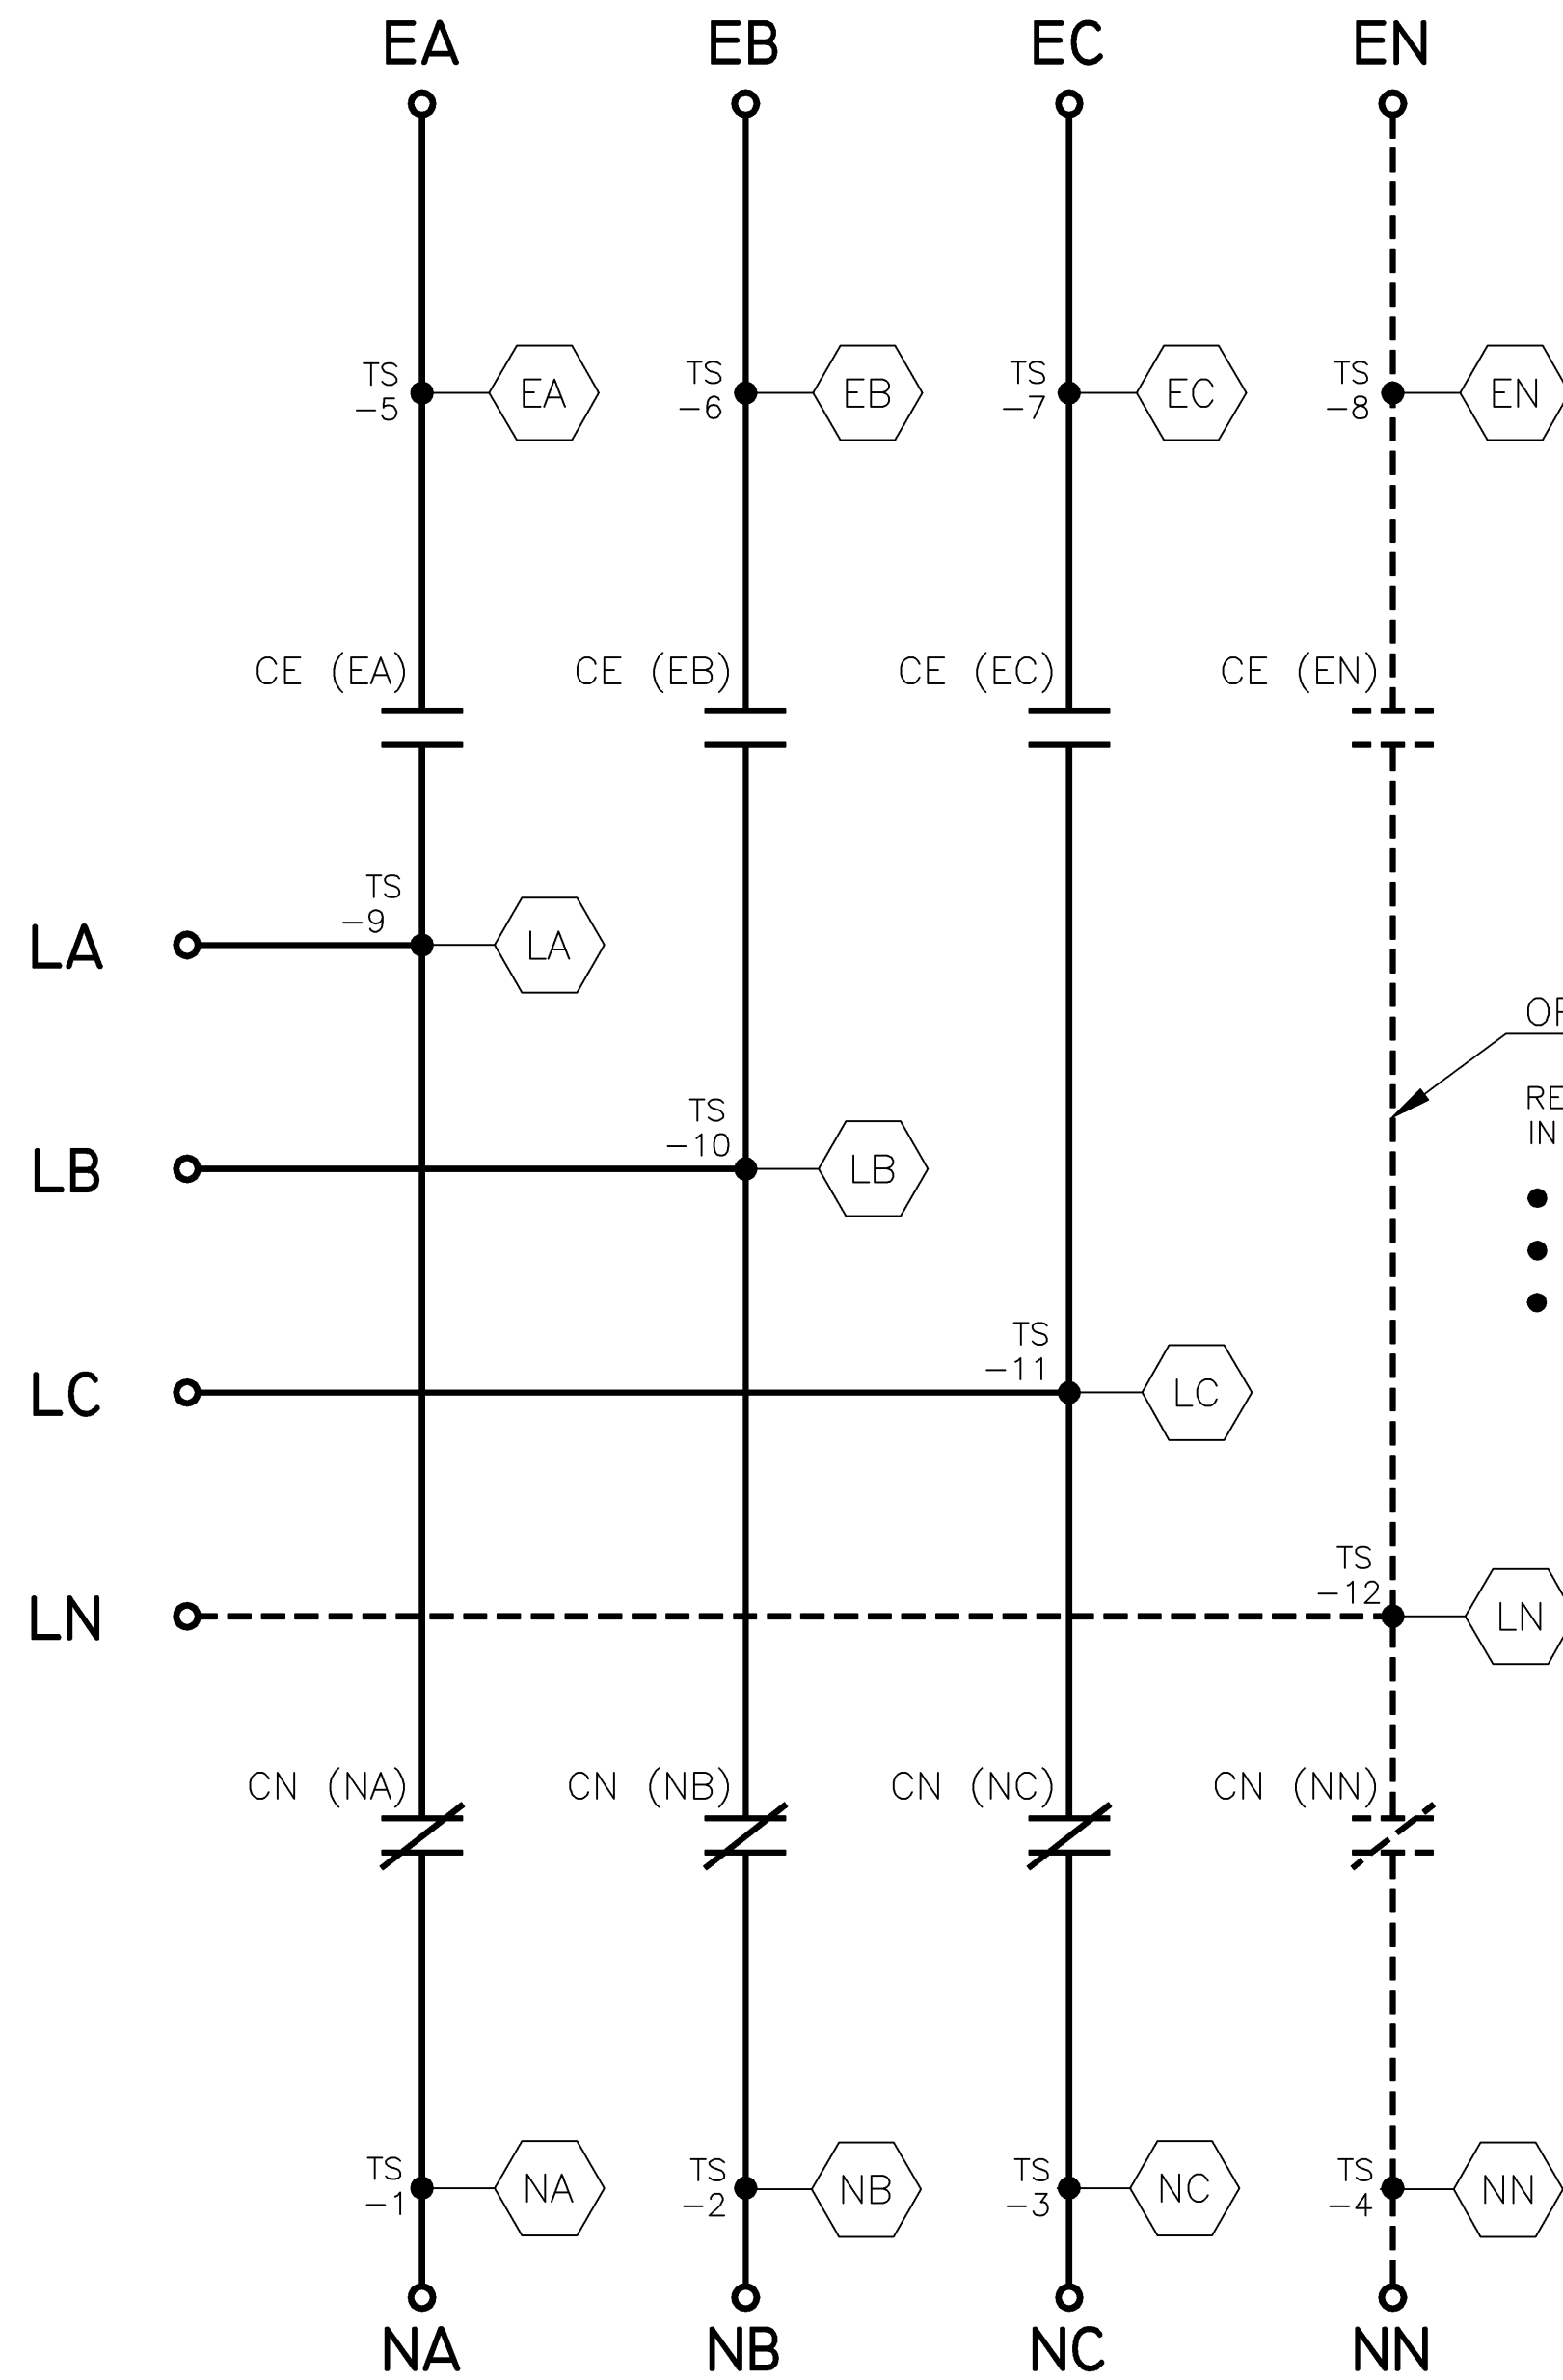 EA EB EC EN
TS TS TS TS
-5 EA -6 EB -7 EC -8 EN
CE (EA) CE (EB) CE (EC) CE (EN)
TS
-9
LA LA
OP
RE
IN
TS
-10
LB LB
TS
-11
LC LC
TS
-12
LN LN
CN (NA) CN (NB) CN (NC) CN (NN)
TS TS TS TS
-1 NA -2 NB -3 NC -4 NN
NA NB NC NN